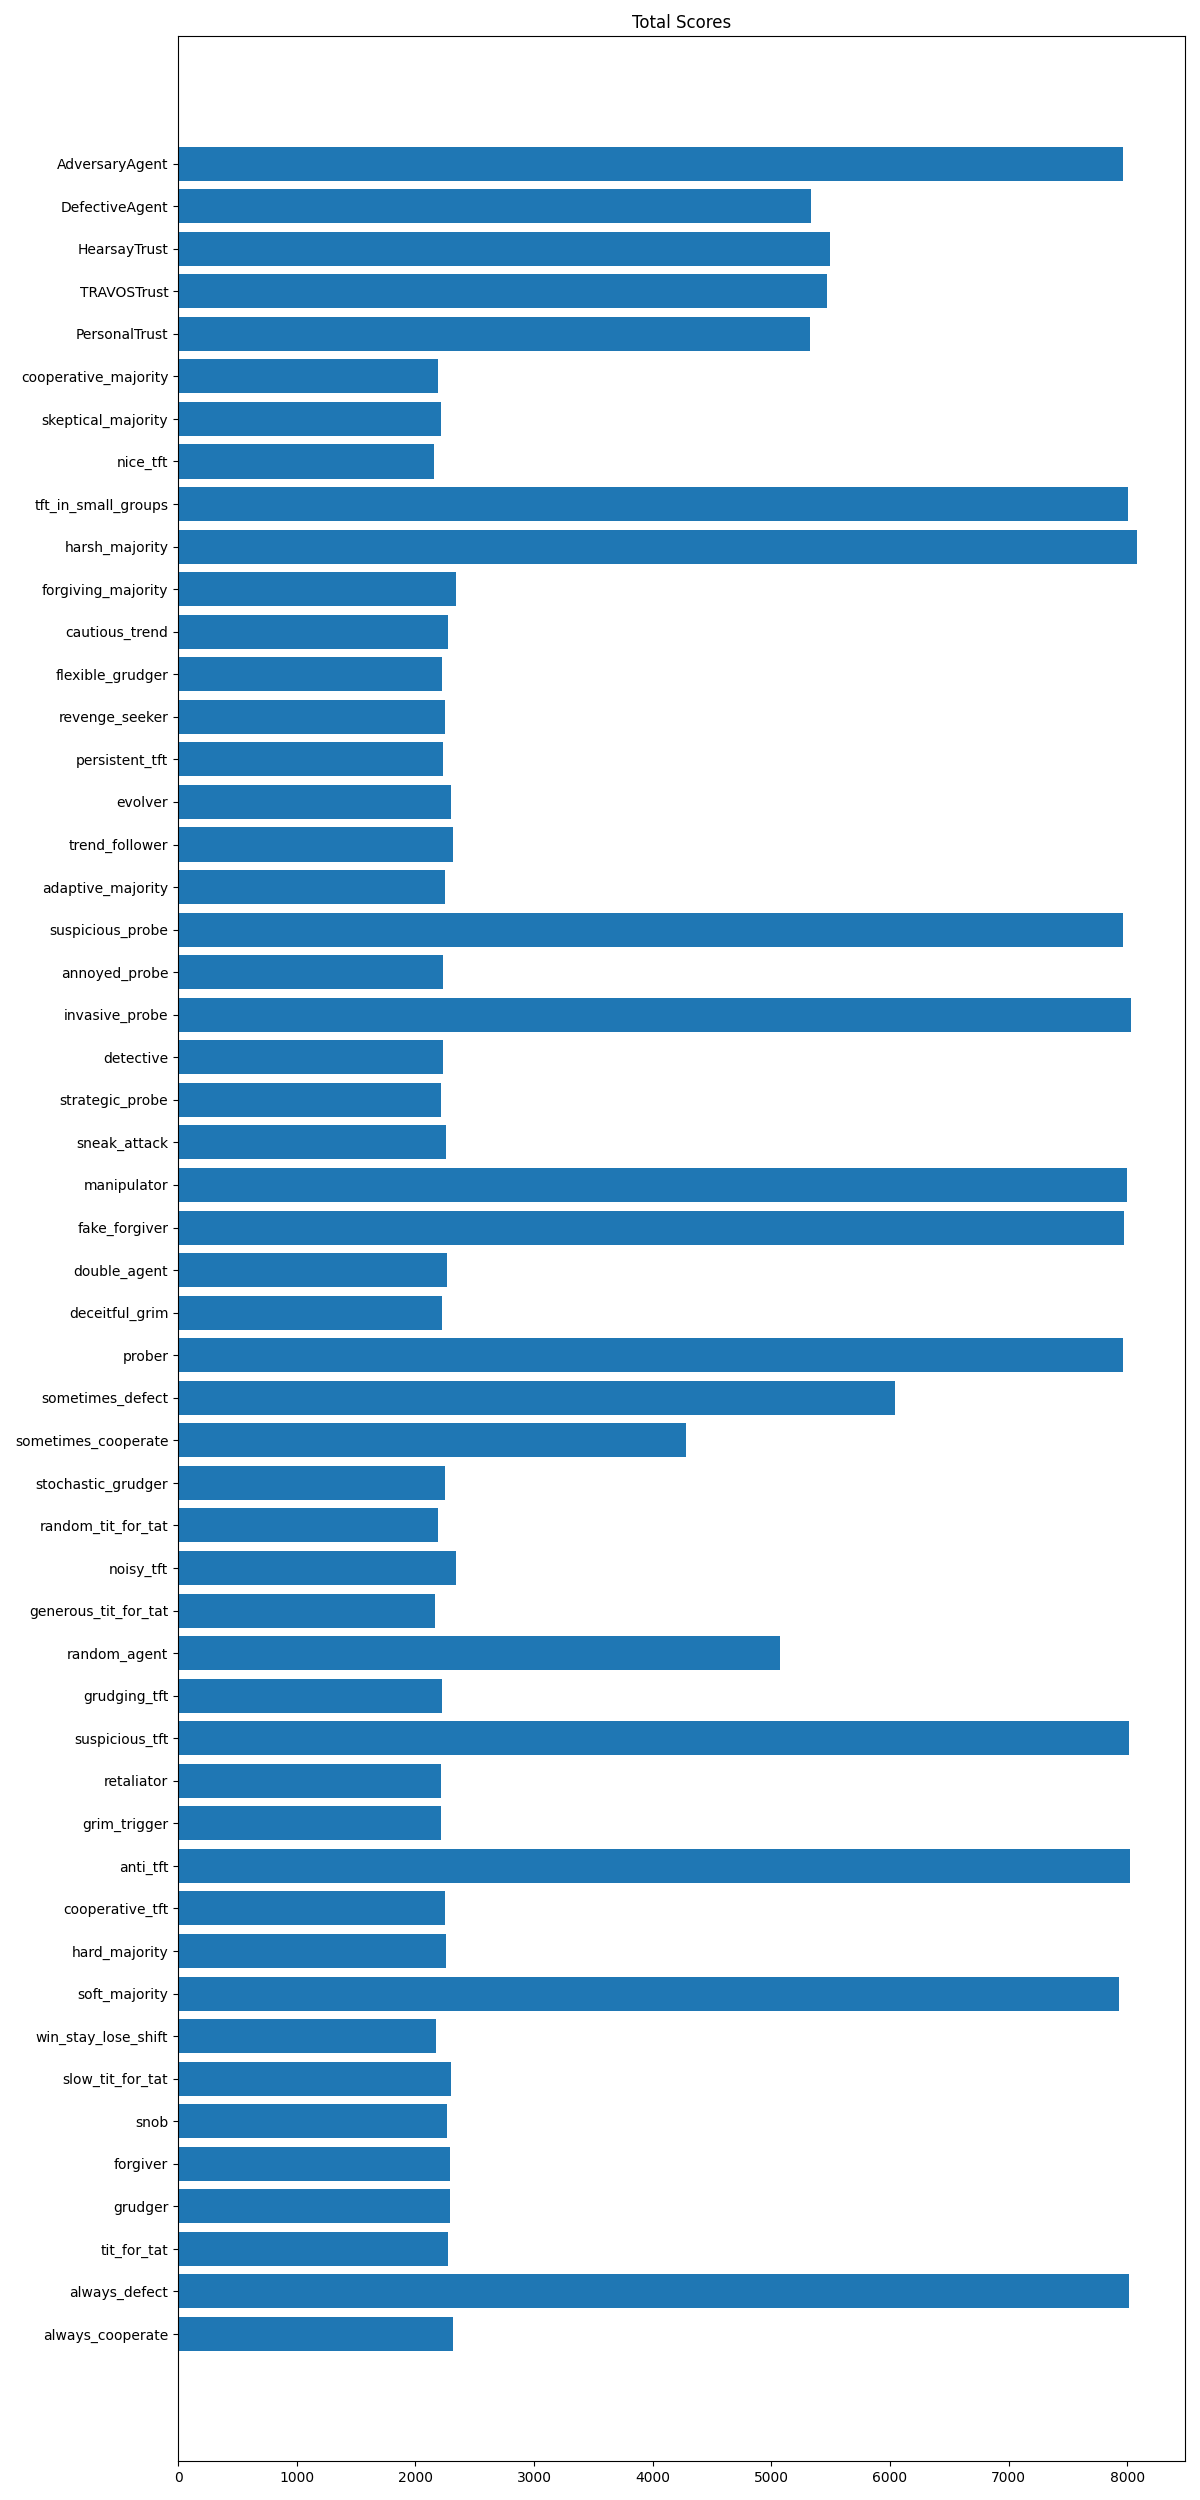 Total Scores
AdversaryAgent
DefectiveAgent
HearsayTrust
TRAVOSTrust
PersonalTrust
cooperative_majority
skeptical_majority
nice_tft
tft_in_small_groups
harsh_majority
forgiving_majority
cautious_trend
flexible_grudger
revenge_seeker
persistent_tft
evolver
trend_follower
adaptive_majority
suspicious_probe
annoyed_probe
invasive_probe
detective
strategic_probe
sneak_attack
manipulator
fake_forgiver
double_agent
deceitful_grim
prober
sometimes_defect
sometimes_cooperate
stochastic_grudger
random_tit_for_tat
noisy_tft
generous_tit_for_tat
random_agent
grudging_tft
suspicious_tft
retaliator
grim_trigger
anti_tft
cooperative_tft
hard_majority
soft_majority
win_stay_lose_shift
slow_tit_for_tat
snob
forgiver
grudger
tit_for_tat
always_defect
always_cooperate
0 1000 2000 3000 4000 5000 6000 7000 8000